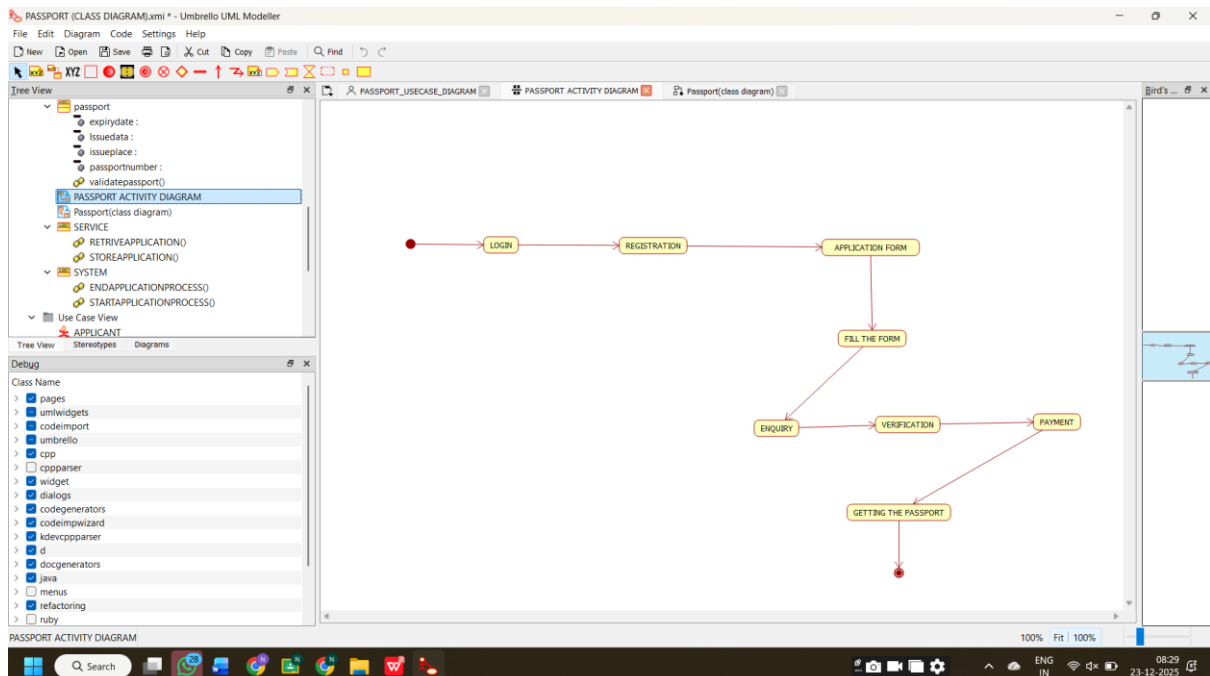 PASSPORT (CLASS DIAGRAM).xmi * - Umbrello UML Modeller
File Edit Diagram Code Settings Help
New Open Save Cut Copy Paste Find
XYZ XYZ
Tree View
passport
expirydate :
Issuedata :
issueplace :
passportnumber :
validatepassport()
PASSPORT ACTIVITY DIAGRAM
Passport(class diagram)
SERVICE
RETRIVEAPPLICATION()
STOREAPPLICATION()
SYSTEM
ENDAPPLICATIONPROCESS()
STARTAPPLICATIONPROCESS()
Use Case View
APPLICANT
Tree View Stereotypes Diagrams
Debug
Class Name
pages
umlwidgets
codeimport
umbrello
cpp
cppparser
widget
dialogs
codegenerators
codeimpwizard
kdevcppparser
d
docgenerators
java
menus
refactoring
ruby
PASSPORT_USECASE_DIAGRAM PASSPORT ACTIVITY DIAGRAM Passport(class diagram)
LOGIN REGISTRATION APPLICATION FORM
FILL THE FORM
ENQUIRY VERIFICATION PAYMENT
GETTING THE PASSPORT
Bird's ...
PASSPORT ACTIVITY DIAGRAM
100% Fit 100%
Search
28
ENG
IN
08:29
23-12-2025